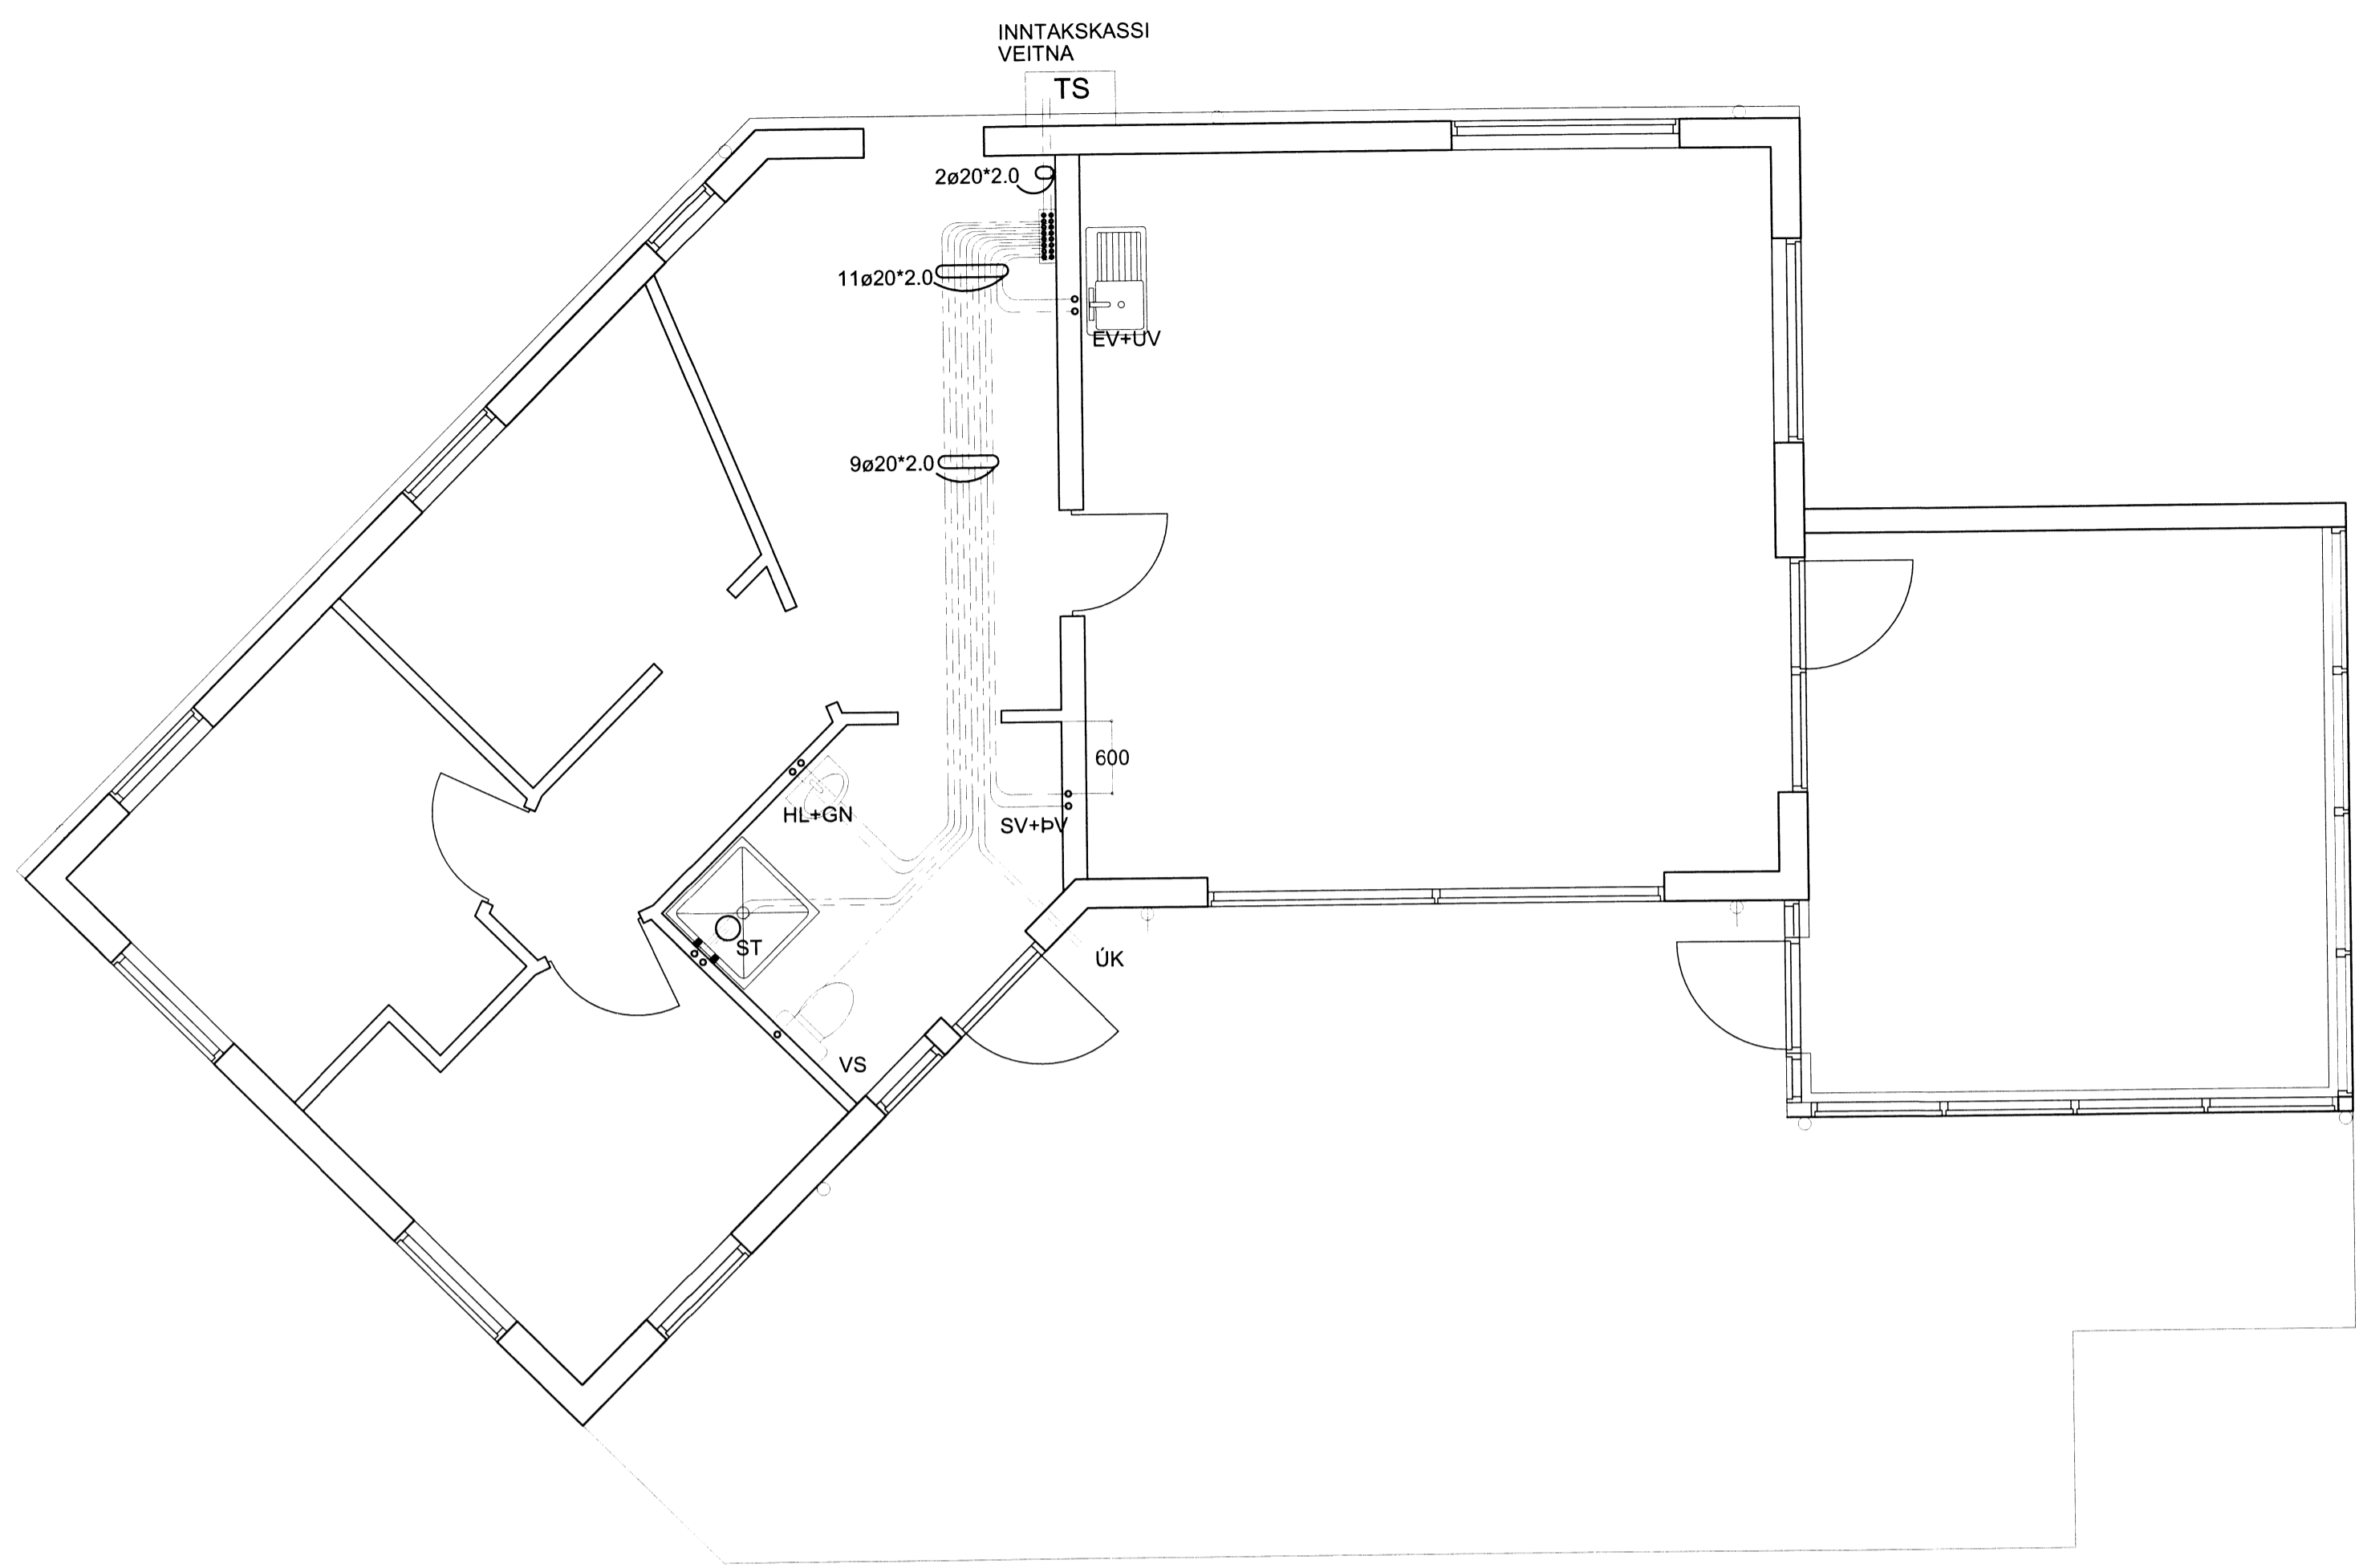 INNTAKSKASSI
VEITNA
TS
2ø20*2.0
11ø20*2.0
EV+UV
9ø20*2.0
600
HL+GN
SV+ÞV
ST
ÚK
VS